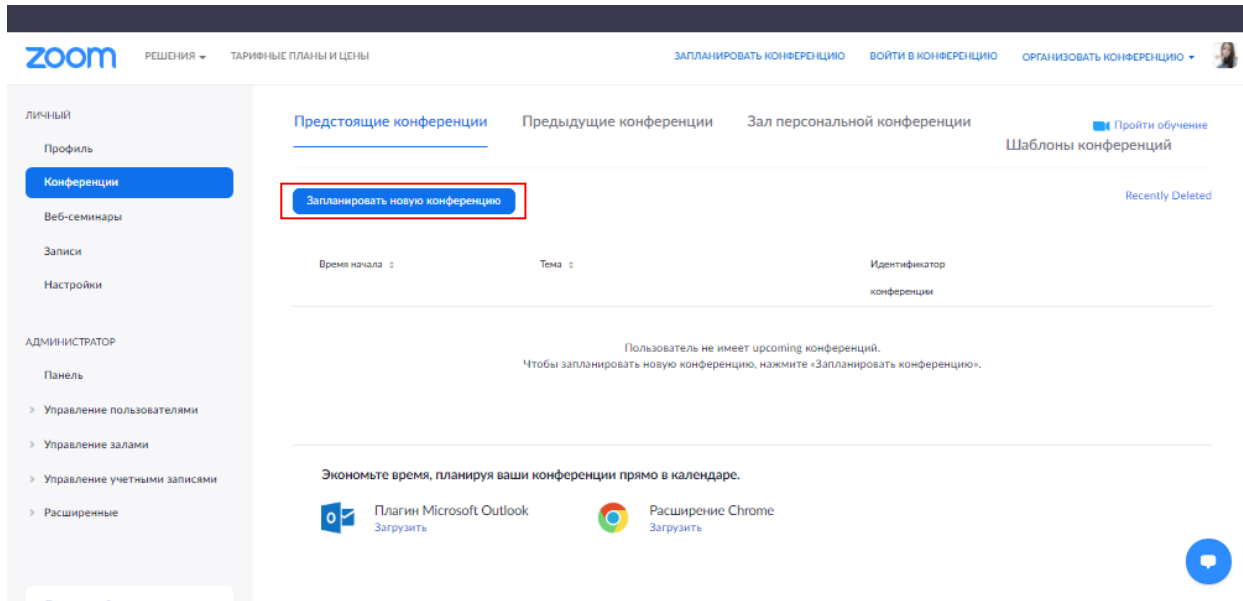 zoom
РЕШЕНИЯ
ТАРИФНЫЕ ПЛАНЫ И ЦЕНЫ
ЗАПЛАНИРОВАТЬ КОНФЕРЕНЦИЮ
ВОЙТИ В КОНФЕРЕНЦИЮ
ОРГАНИЗОВАТЬ КОНФЕРЕНЦИЮ
ЛИЧНЫЙ
Профиль
Конференции
Веб-семинары
Записи
Настройки
АДМИНИСТРАТОР
Панель
Управление пользователями
Управление залами
Управление учетными записями
Расширенные
Предстоящие конференции
Предыдущие конференции
Зал персональной конференции
Пройти обучение
Шаблоны конференций
Запланировать новую конференцию
Recently Deleted
Время начала
Тема
Идентификатор
конференции
Пользователь не имеет upcoming конференций.
Чтобы запланировать новую конференцию, нажмите «Запланировать конференцию».
Экономьте время, планируя ваши конференции прямо в календаре.
Плагин Microsoft Outlook
Загрузить
Расширение Chrome
Загрузить